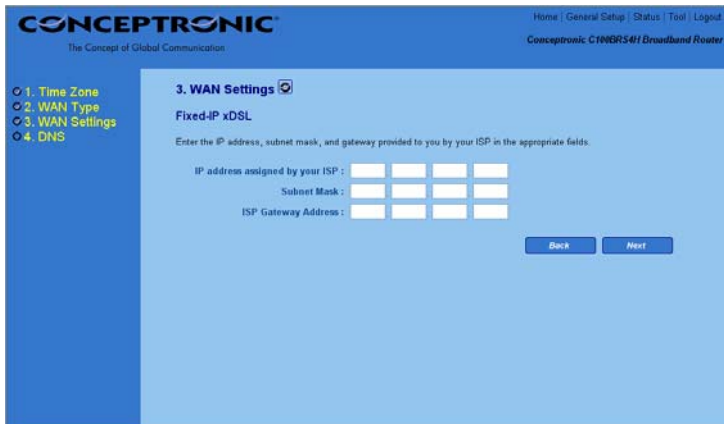 CONCEPTRONIC
The Concept of Global Communication
Home | General Setup | Status | Tool | Logout
Conceptronic C100BRS4H Broadband Router
1. Time Zone
2. WAN Type
3. WAN Settings
4. DNS
3. WAN Settings
Fixed-IP xDSL
Enter the IP address, subnet mask, and gateway provided to you by your ISP in the appropriate fields.
IP address assigned by your ISP :
Subnet Mask :
ISP Gateway Address :
Back Next